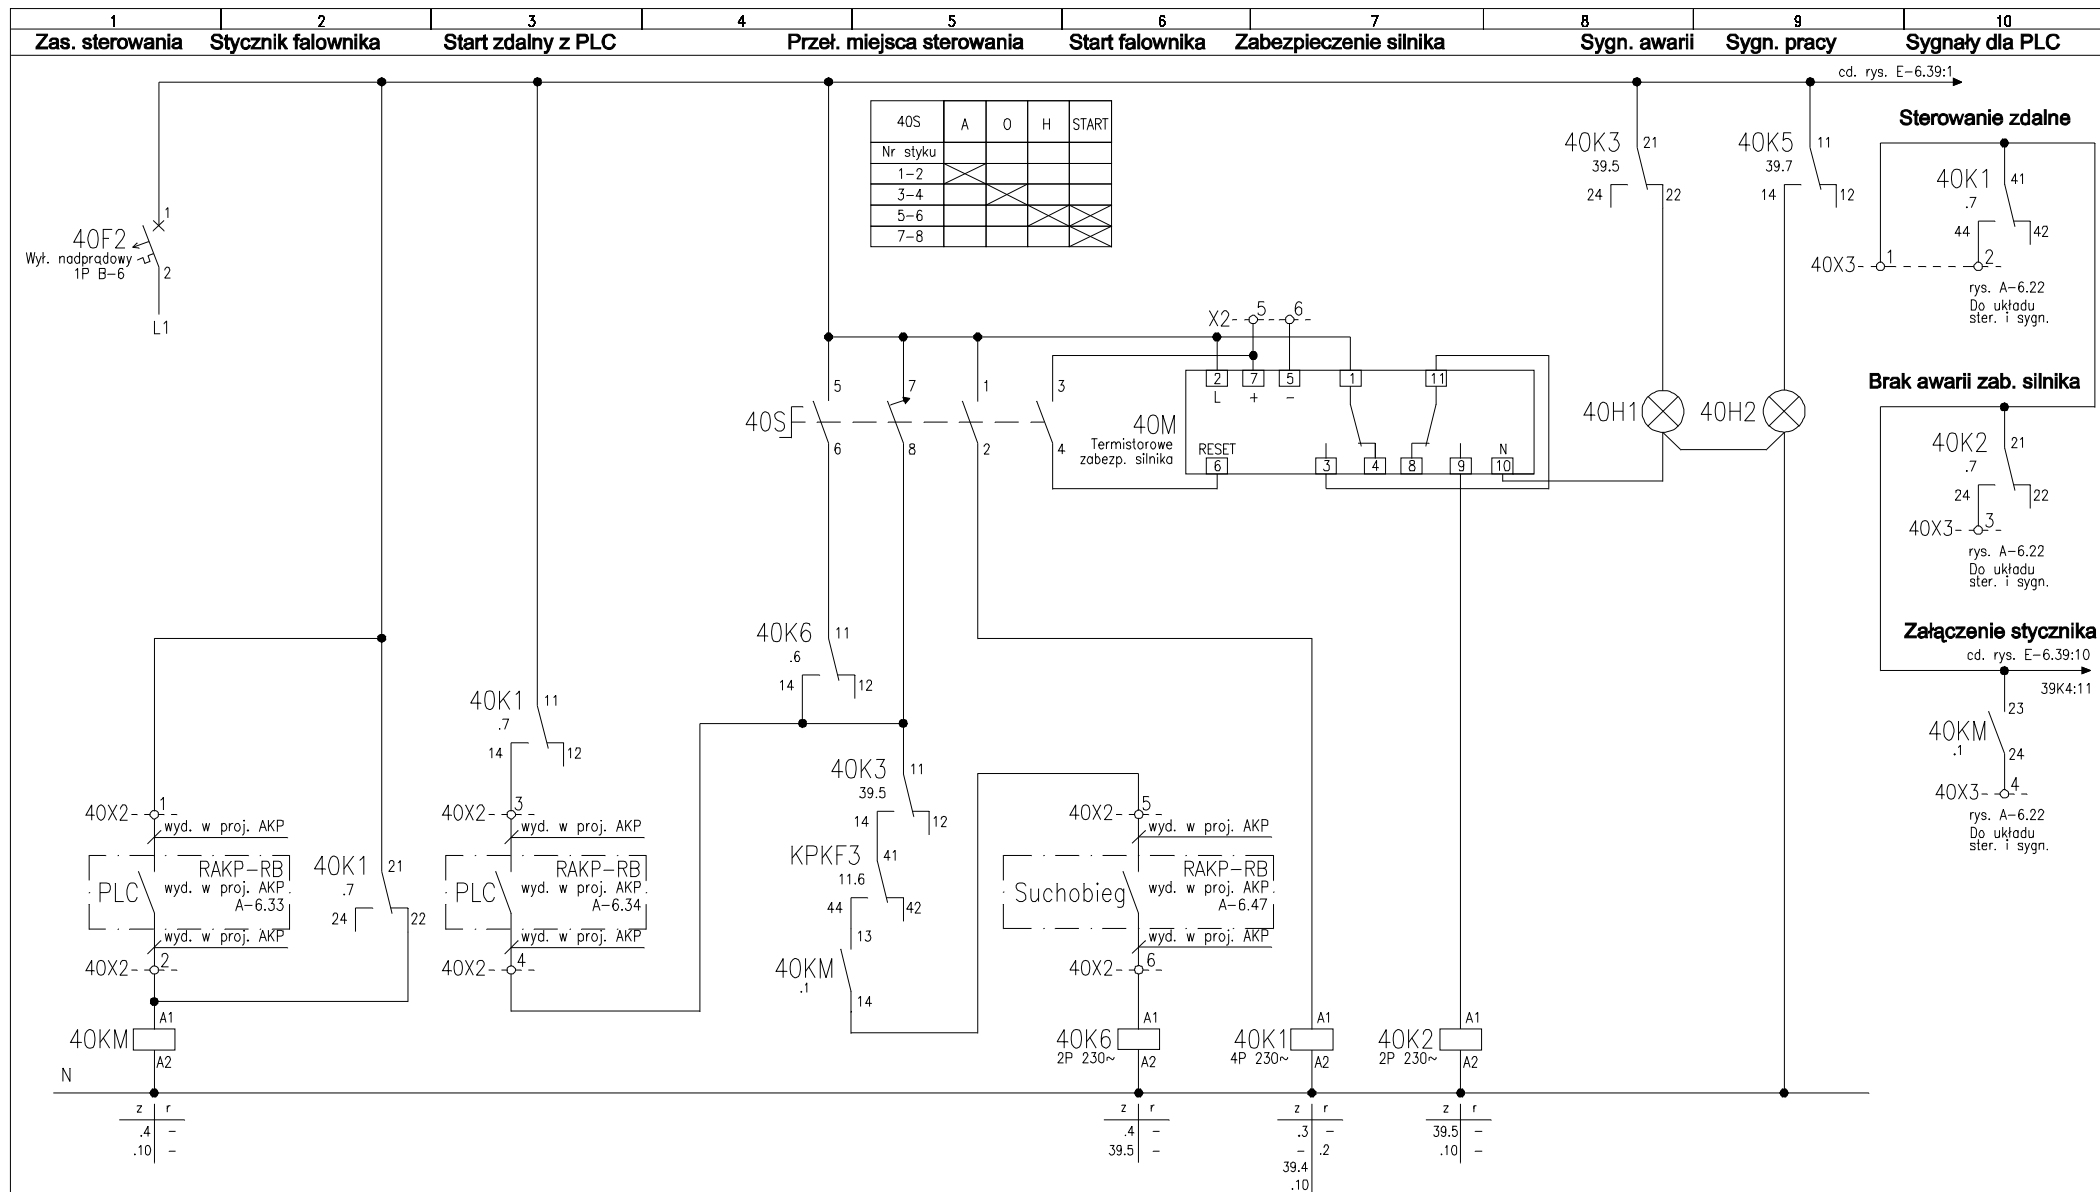 1 2 3 4 5 6 7 8 9 10
Zas. sterowania Stycznik falownika Start zdalny z PLC Przeł. miejsca sterowania Start falownika Zabezpieczenie silnika Sygn. awarii Sygn. pracy Sygnały dla PLC
cd. rys. E-6.39:1
40S A O H START
Nr styku
1-2
3-4
5-6
7-8
40F2
Wył. nadprądowy
1P B-6
1
2
L1
40K3
39.5
21
24
22
40K5
39.7
11
14
12
Sterowanie zdalne
40K1
.7
41
44
42
40X3
1
2
rys. A-6.22
Do układu
ster. i sygn.
X2
5
6
5
6
7
8
1
2
3
4
40S
40M
Termistorowe
zabezp. silnika
2
L
7
+
5
-
1
11
RESET
6
3
4
8
9
N
10
40H1
40H2
Brak awarii zab. silnika
40K2
.7
21
24
22
40X3
3
rys. A-6.22
Do układu
ster. i sygn.
40K6
.6
11
14
12
40K1
.7
11
14
12
Załączenie stycznika
cd. rys. E-6.39:10
39K4:11
40KM
.1
23
24
40X3
4
rys. A-6.22
Do układu
ster. i sygn.
40X2
1
wyd. w proj. AKP
PLC
RAKP-RB
wyd. w proj. AKP
A-6.33
wyd. w proj. AKP
40X2
2
40K1
.7
21
24
22
40X2
3
wyd. w proj. AKP
PLC
RAKP-RB
wyd. w proj. AKP
A-6.34
wyd. w proj. AKP
40X2
4
40K3
39.5
11
14
12
KPKF3
11.6
41
44
42
40KM
.1
13
14
40X2
5
wyd. w proj. AKP
Suchobieg
RAKP-RB
wyd. w proj. AKP
A-6.47
wyd. w proj. AKP
40X2
6
40KM
A1
A2
40K6
2P 230~
A1
A2
40K1
4P 230~
A1
A2
40K2
2P 230~
A1
A2
N
z r
.4 -
.10 -
z r
.4 -
39.5 -
z r
.3 -
- .2
39.4
.10
z r
39.5 -
.10 -